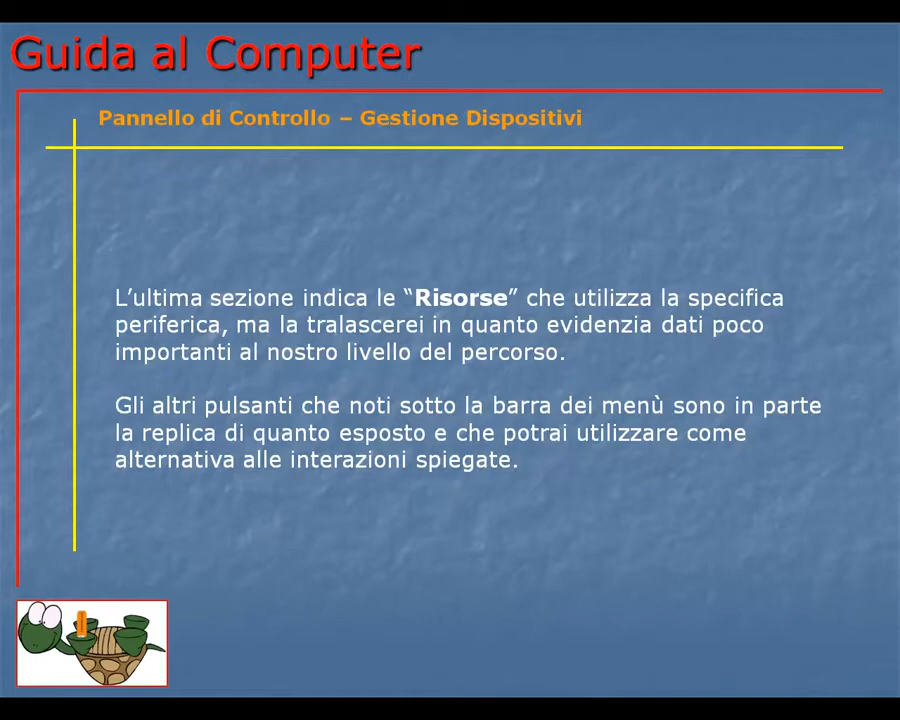 Guida al Computer
Pannello di Controllo – Gestione Dispositivi
L’ultima sezione indica le “Risorse” che utilizza la specifica
periferica, ma la tralascerei in quanto evidenzia dati poco
importanti al nostro livello del percorso.
Gli altri pulsanti che noti sotto la barra dei menù sono in parte
la replica di quanto esposto e che potrai utilizzare come
alternativa alle interazioni spiegate.